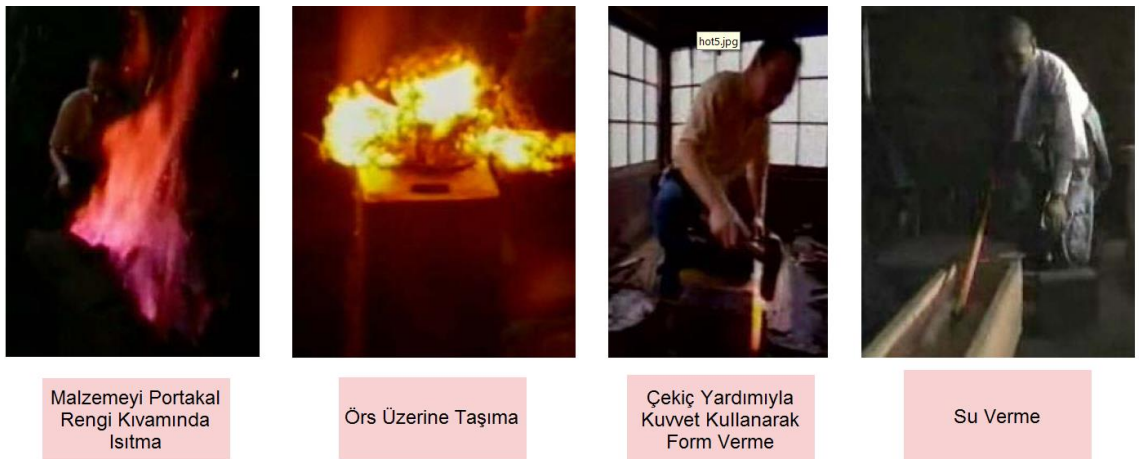 hot5.jpg
Malzemeyi Portakal
Rengi Kıvamında
Isıtma
Örs Üzerine Taşıma
Çekiç Yardımıyla
Kuvvet Kullanarak
Form Verme
Su Verme